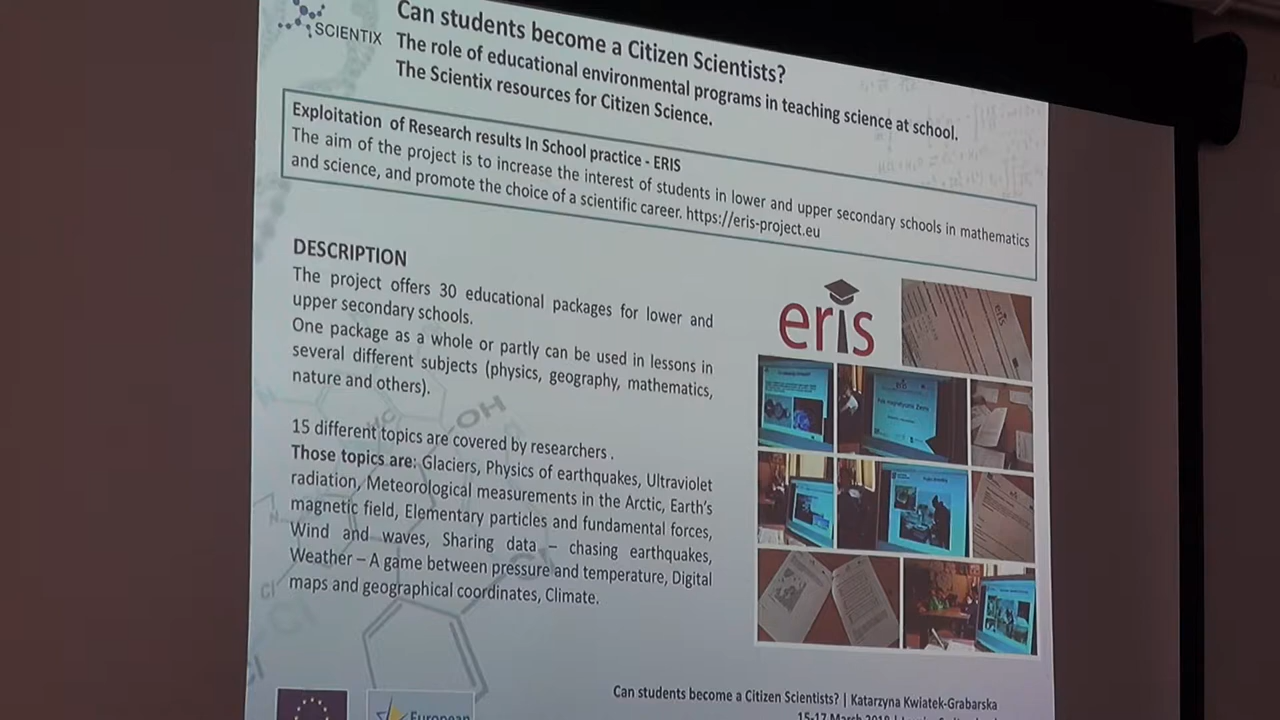 SCIENTIX
Can students become a Citizen Scientists?
The role of educational environmental programs in teaching science at school.
The Scientix resources for Citizen Science.
Exploitation of Research results In School practice - ERIS
The aim of the project is to increase the interest of students in lower and upper secondary schools in mathematics
and science, and promote the choice of a scientific career. https://eris-project.eu
DESCRIPTION
The project offers 30 educational packages for lower and
upper secondary schools.
One package as a whole or partly can be used in lessons in
several different subjects (physics, geography, mathematics,
nature and others).
15 different topics are covered by researchers .
Those topics are: Glaciers, Physics of earthquakes, Ultraviolet
radiation, Meteorological measurements in the Arctic, Earth's
magnetic field, Elementary particles and fundamental forces,
Wind and waves, Sharing data – chasing earthquakes,
Weather – A game between pressure and temperature, Digital
maps and geographical coordinates, Climate.
OH
eris
European
Can students become a Citizen Scientists? | Katarzyna Kwiatek-Grabarska
15-17 March